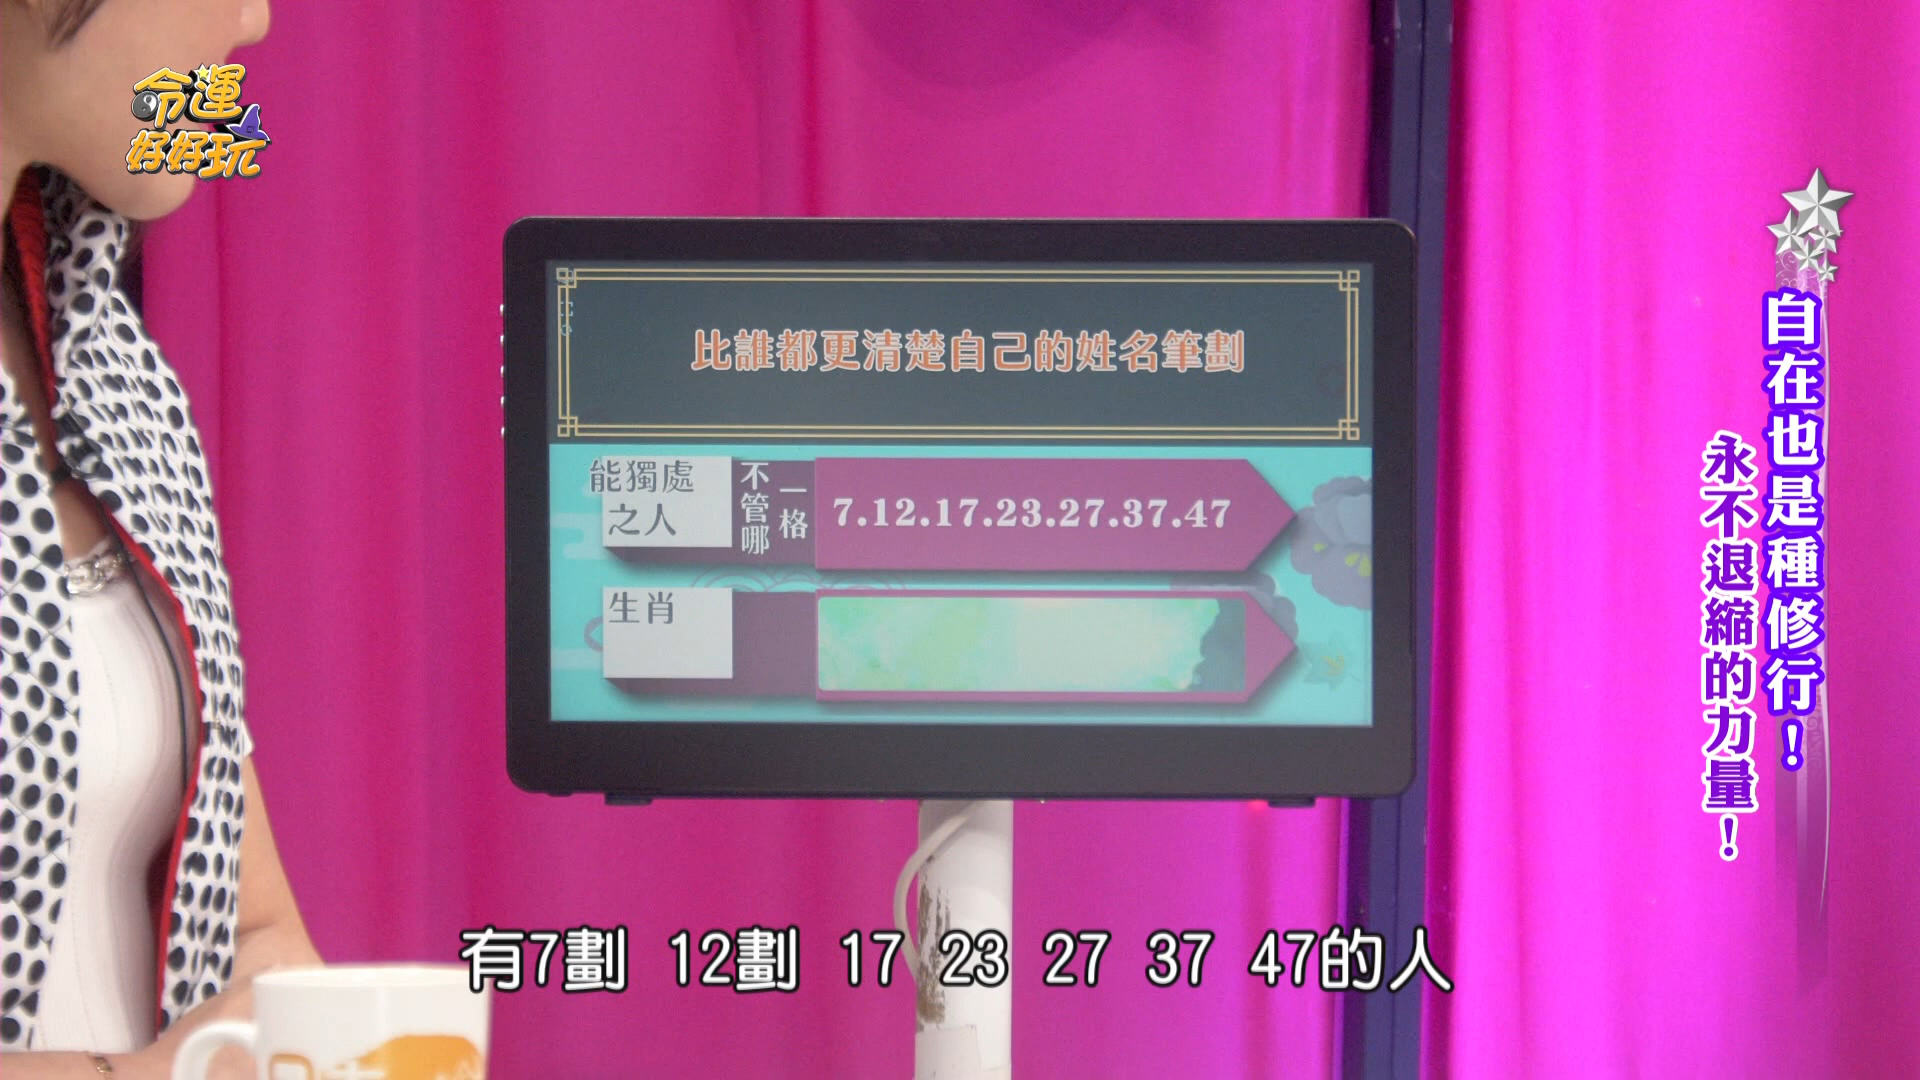 命運
好好玩
自在也是種修行！
永不退縮的力量！
比誰都更清楚自己的姓名筆劃
能獨處
之人
不管哪
一格
7.12.17.23.27.37.47
生肖
有7劃 12劃 17 23 27 37 47的人